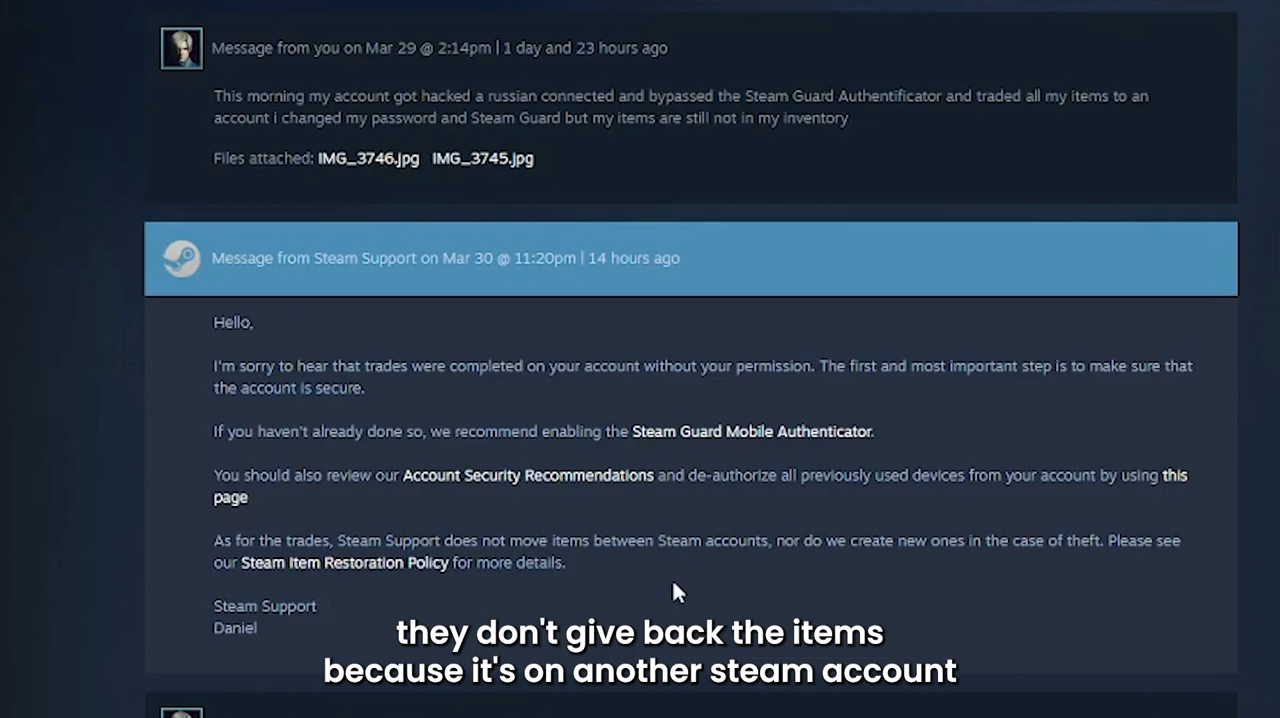 Message from you on Mar 29 @ 2:14pm | 1 day and 23 hours ago
This morning my account got hacked a russian connected and bypassed the Steam Guard Authentificator and traded all my items to an
account i changed my password and Steam Guard but my items are still not in my inventory
Files attached: IMG_3746.jpg IMG_3745.jpg
Message from Steam Support on Mar 30 @ 11:20pm | 14 hours ago
Hello,
I'm sorry to hear that trades were completed on your account without your permission. The first and most important step is to make sure that
the account is secure.
If you haven't already done so, we recommend enabling the Steam Guard Mobile Authenticator.
You should also review our Account Security Recommendations and de-authorize all previously used devices from your account by using this
page
As for the trades, Steam Support does not move items between Steam accounts, nor do we create new ones in the case of theft. Please see
our Steam Item Restoration Policy for more details.
Steam Support
Daniel
they don't give back the items
because it's on another steam account